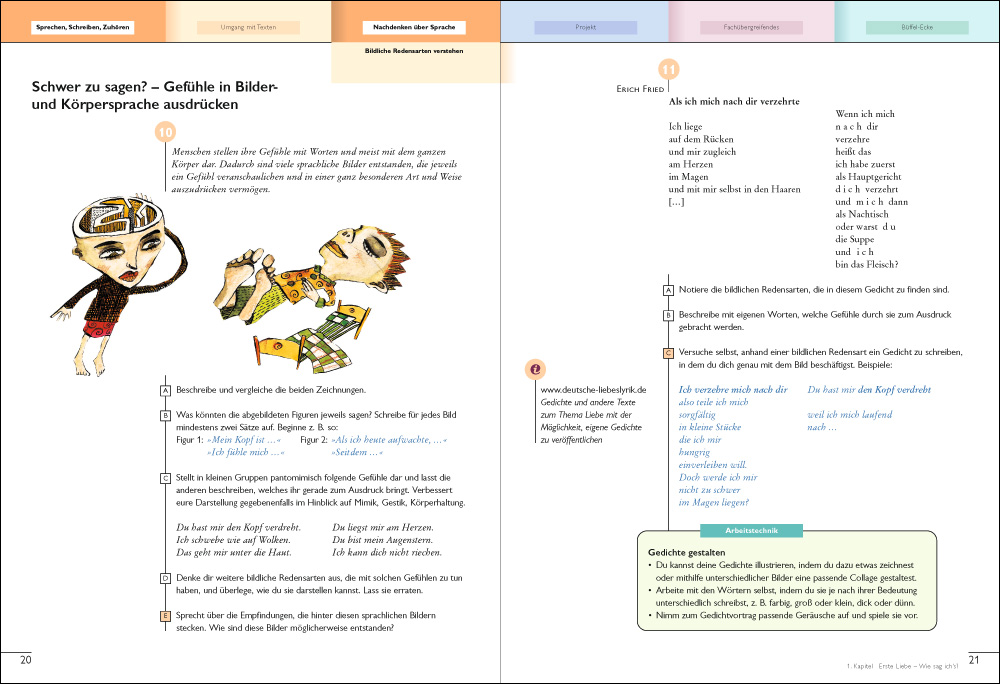 Sprechen, Schreiben, Zuhören
Umgang mit Texten
Nachdenken über Sprache
Bildliche Redensarten verstehen
Schwer zu sagen? – Gefühle in Bilder-
und Körpersprache ausdrücken
10
Menschen stellen ihre Gefühle mit Worten und meist mit dem ganzen
Körper dar. Dadurch sind viele sprachliche Bilder entstanden, die jeweils
ein Gefühl veranschaulichen und in einer ganz besonderen Art und Weise
auszudrücken vermögen.
A Beschreibe und vergleiche die beiden Zeichnungen.
B Was könnten die abgebildeten Figuren jeweils sagen? Schreibe für jedes Bild
mindestens zwei Sätze auf. Beginne z. B. so:
Figur 1: »Mein Kopf ist …« Figur 2: »Als ich heute aufwachte, …«
»Ich fühle mich …« »Seitdem …«
C Stellt in kleinen Gruppen pantomimisch folgende Gefühle dar und lasst die
anderen beschreiben, welches ihr gerade zum Ausdruck bringt. Verbessert
eure Darstellung gegebenenfalls im Hinblick auf Mimik, Gestik, Körperhaltung.
Du hast mir den Kopf verdreht. Du liegst mir am Herzen.
Ich schwebe wie auf Wolken. Du bist mein Augenstern.
Das geht mir unter die Haut. Ich kann dich nicht riechen.
D Denke dir weitere bildliche Redensarten aus, die mit solchen Gefühlen zu tun
haben, und überlege, wie du sie darstellen kannst. Lass sie erraten.
E Sprecht über die Empfindungen, die hinter diesen sprachlichen Bildern
stecken. Wie sind diese Bilder möglicherweise entstanden?
20
Projekt
Fachübergreifendes
Büffel-Ecke
11
ERICH FRIED
Als ich mich nach dir verzehrte
Ich liege
auf dem Rücken
und mir zugleich
am Herzen
im Magen
und mit mir selbst in den Haaren
[…]
Wenn ich mich
n a c h dir
verzehre
heißt das
ich habe zuerst
als Hauptgericht
d i c h verzehrt
und m i c h dann
als Nachtisch
oder warst d u
die Suppe
und i c h
bin das Fleisch?
A Notiere die bildlichen Redensarten, die in diesem Gedicht zu finden sind.
B Beschreibe mit eigenen Worten, welche Gefühle durch sie zum Ausdruck
gebracht werden.
C Versuche selbst, anhand einer bildlichen Redensart ein Gedicht zu schreiben,
in dem du dich genau mit dem Bild beschäftigst. Beispiele:
i
www.deutsche-liebeslyrik.de
Gedichte und andere Texte
zum Thema Liebe mit der
Möglichkeit, eigene Gedichte
zu veröffentlichen
Ich verzehre mich nach dir
also teile ich mich
sorgfältig
in kleine Stücke
die ich mir
hungrig
einverleiben will.
Doch werde ich mir
nicht zu schwer
im Magen liegen?
Du hast mir den Kopf verdreht
weil ich mich laufend
nach …
Arbeitstechnik
Gedichte gestalten
• Du kannst deine Gedichte illustrieren, indem du dazu etwas zeichnest
oder mithilfe unterschiedlicher Bilder eine passende Collage gestaltest.
• Arbeite mit den Wörtern selbst, indem du sie je nach ihrer Bedeutung
unterschiedlich schreibst, z. B. farbig, groß oder klein, dick oder dünn.
• Nimm zum Gedichtvortrag passende Geräusche auf und spiele sie vor.
1. Kapitel Erste Liebe – Wie sag ich's?
21